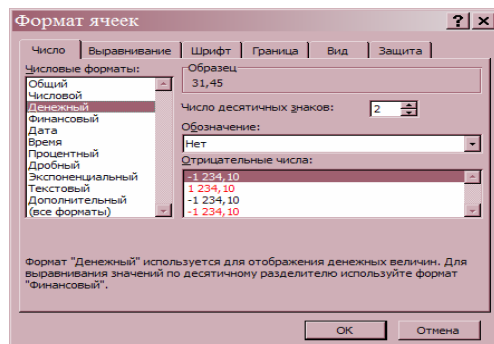 Формат ячеек
Число Выравнивание Шрифт Граница Вид Защита
Числовые форматы:
Общий
Числовой
Денежный
Финансовый
Дата
Время
Процентный
Дробный
Экспоненциальный
Текстовый
Дополнительный
(все форматы)
Образец
31,45
Число десятичных знаков: 2
Обозначение:
Нет
Отрицательные числа:
-1 234,10
1 234,10
-1 234,10
-1 234,10
Формат "Денежный" используется для отображения денежных величин. Для
выравнивания значений по десятичному разделителю используйте формат
"Финансовый".
ОК Отмена